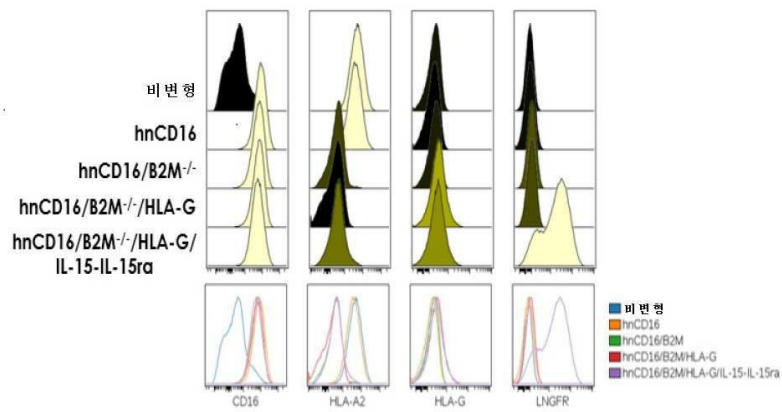 비변형
hnCD16
hnCD16/B2M-/-
hnCD16/B2M-/-/HLA-G
hnCD16/B2M-/-/HLA-G/
IL-15-IL-15ra
비변형
hnCD16
hnCD16/B2M
hnCD16/B2M/HLA-G
hnCD16/B2M/HLA-G/IL-15-IL-15ra
CD16
HLA-A2
HLA-G
LNGFR